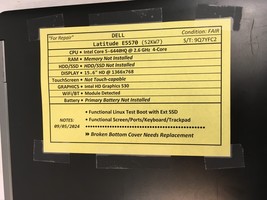 "For Repair" DELL Condition: FAIR
Latitude E5570 (52KW7) S/T: 9Q7YFC2
CPU • Intel Core i5-6440HQ @ 2.6 GHz 4-Core
RAM • Memory Not Installed
HDD/SSD • HDD/SSD Not Installed
DISPLAY • 15.6" HD @ 1366x768
TouchScreen • Not Touch-capable
GRAPHICS • Intel HD Graphics 530
WiFi/BT • Module Detected
Battery • Primary Battery Not Installed
NOTES:
09/05/2024
♦ Functional Linux Test Boot with Ext SSD
♦ Functional Screen/Ports/Keyboard/Trackpad
Broken Bottom Cover Needs Replacement